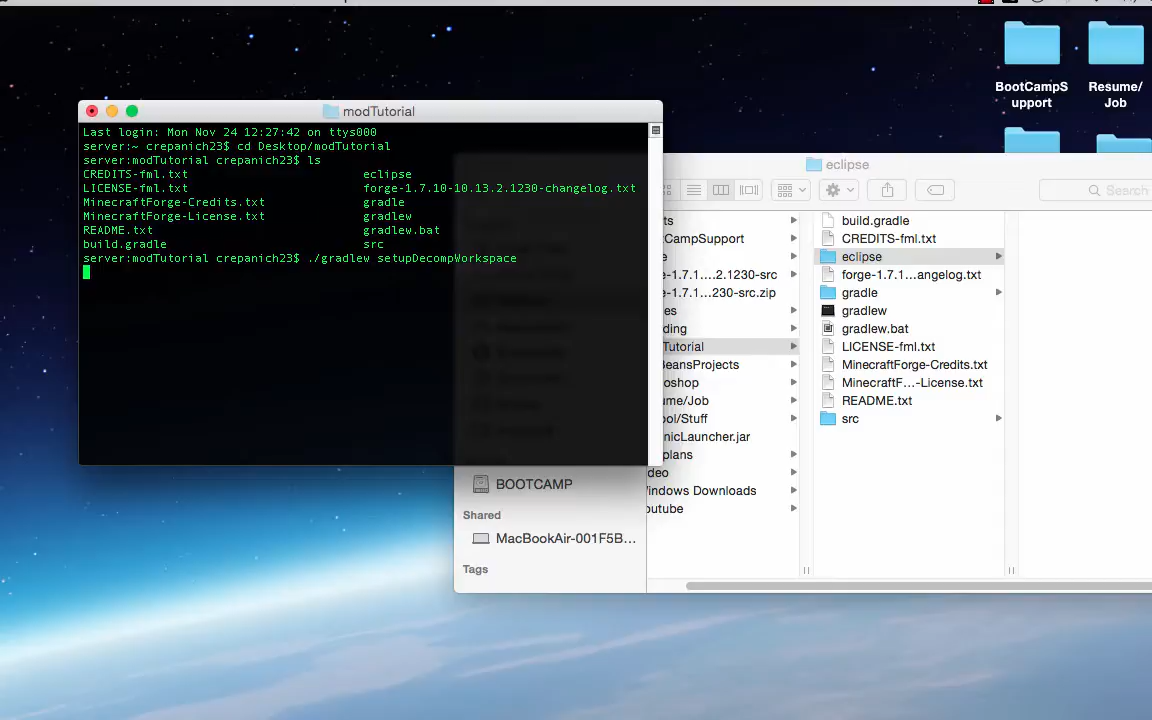 BootCampS
upport
Resume/
Job
modTutorial
Last login: Mon Nov 24 12:27:42 on ttys000
server:~ crepanich23$ cd Desktop/modTutorial
server:modTutorial crepanich23$ ls
CREDITS-fml.txt eclipse
LICENSE-fml.txt forge-1.7.10-10.13.2.1230-changelog.txt
MinecraftForge-Credits.txt gradle
MinecraftForge-License.txt gradlew
README.txt gradlew.bat
build.gradle src
server:modTutorial crepanich23$ ./gradlew setupDecompWorkspace
eclipse
Search
ts
CampSupport
e
e-1.7.1....2.1230-src
e-1.7.1...230-src.zip
es
ding
Tutorial
BeansProjects
oshop
ume/Job
ool/Stuff
nicLauncher.jar
plans
deo
indows Downloads
outube
build.gradle
CREDITS-fml.txt
eclipse
forge-1.7.1...angelog.txt
gradle
gradlew
gradlew.bat
LICENSE-fml.txt
MinecraftForge-Credits.txt
MinecraftF...-License.txt
README.txt
src
BOOTCAMP
Shared
MacBookAir-001F5B...
Tags